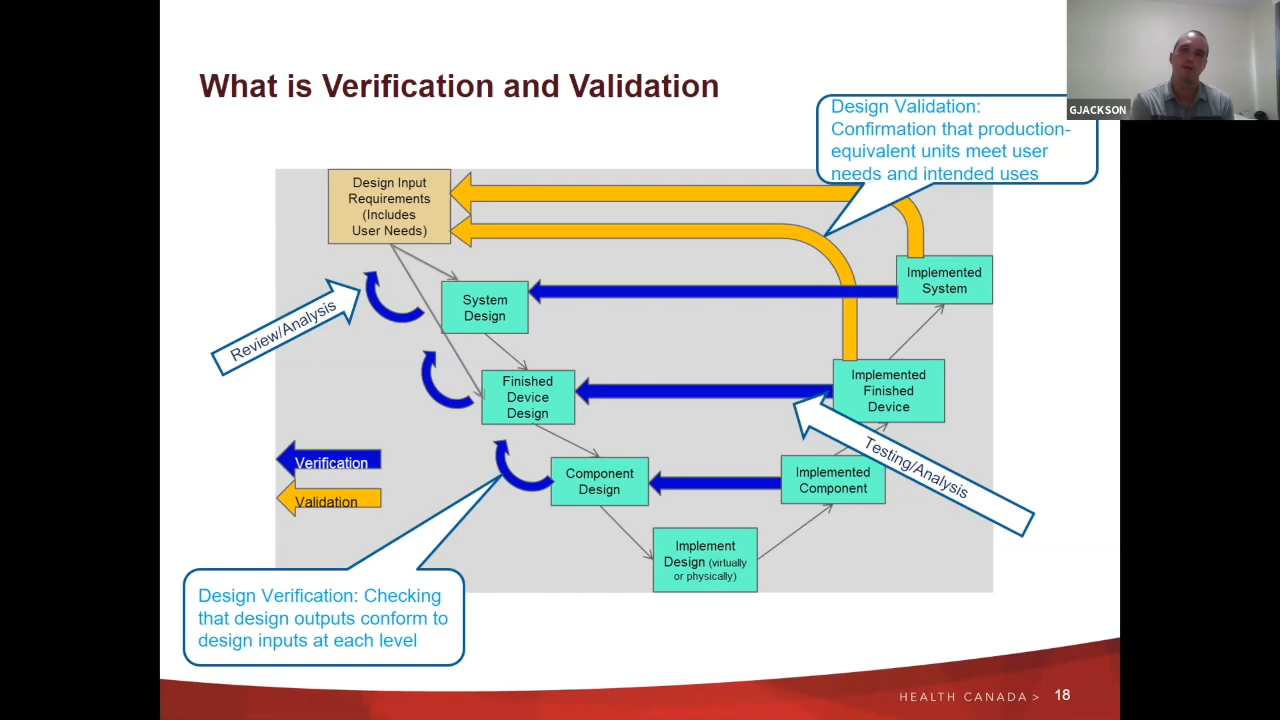 GJACKSON
What is Verification and Validation
Design Validation:
Confirmation that production-
equivalent units meet user
needs and intended uses
Design Input
Requirements
(Includes
User Needs)
Implemented
System
System
Design
Review/Analysis
Implemented
Finished
Device
Finished
Device
Design
Testing/Analysis
Verification
Validation
Component
Design
Implemented
Component
Implement
Design (virtually
or physically)
Design Verification: Checking
that design outputs conform to
design inputs at each level
HEALTH CANADA > 18